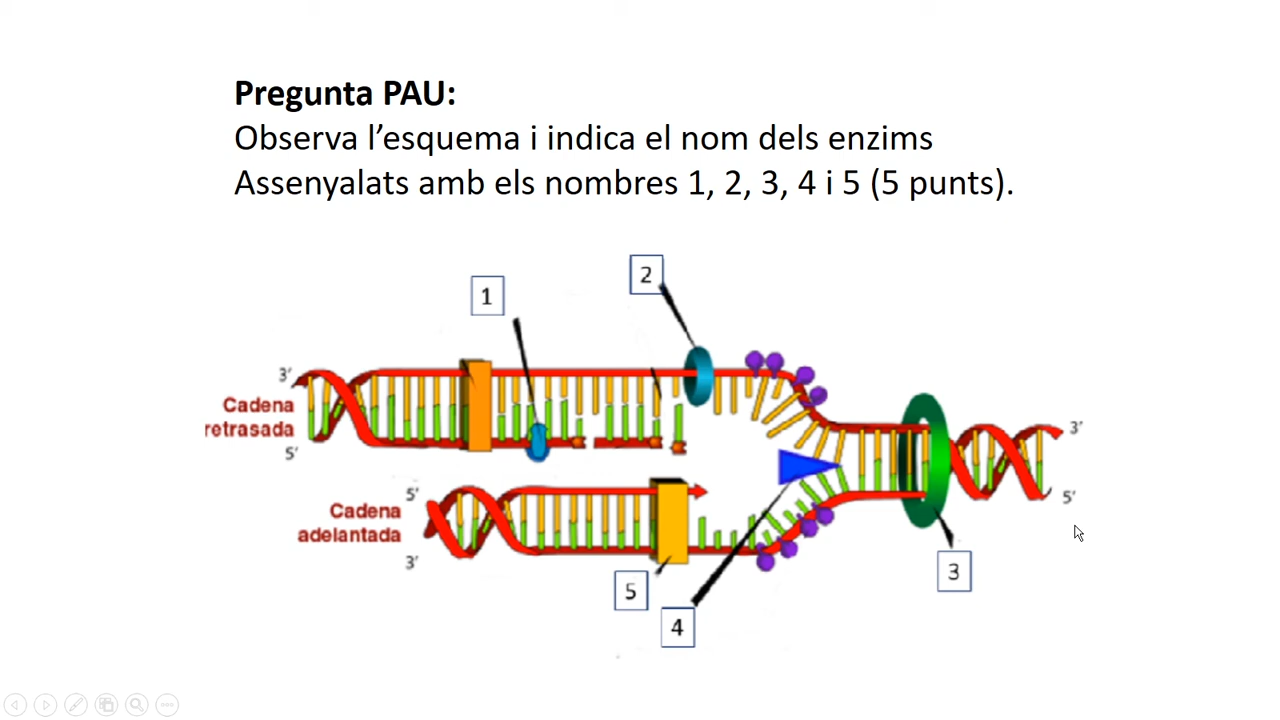 Pregunta PAU:
Observa l’esquema i indica el nom dels enzims
Assenyalats amb els nombres 1, 2, 3, 4 i 5 (5 punts).
2
1
3'
Cadena
retrasada
5'
3'
5'
5'
Cadena
adelantada
3'
5
4
3